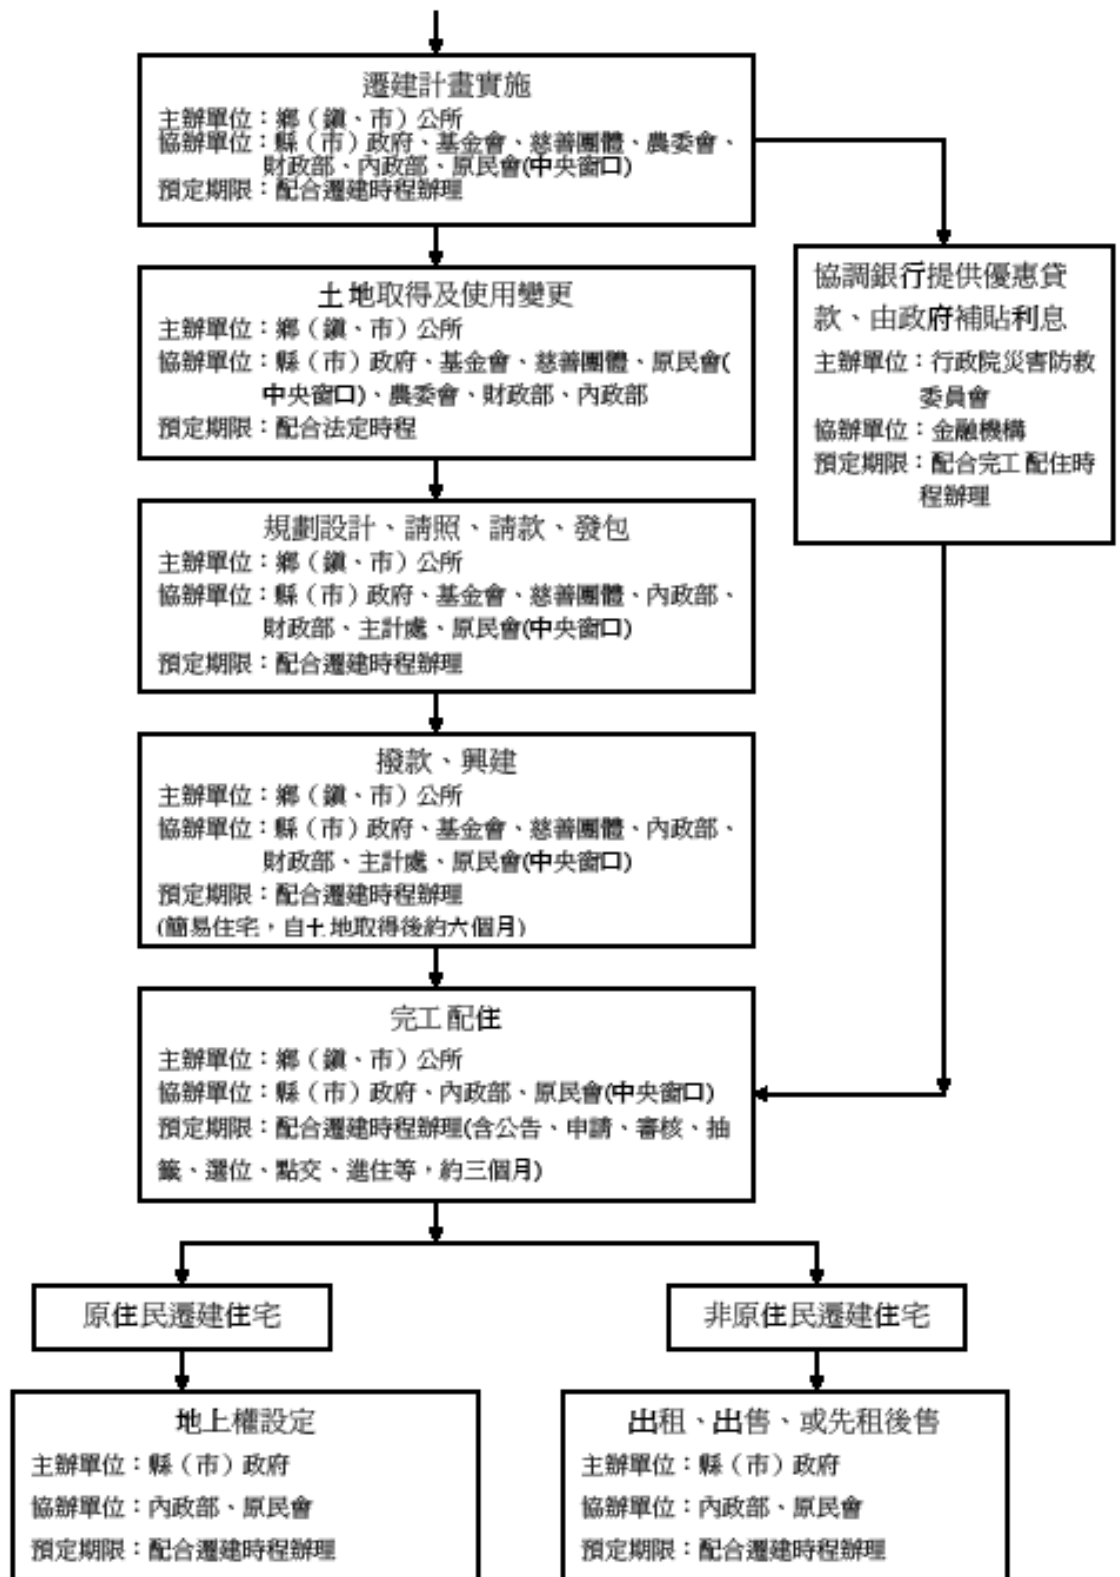 遷建計畫實施
主辦單位：鄉（鎮、市）公所
協辦單位：縣（市）政府、基金會、慈善團體、農委會、
財政部、內政部、原民會(中央窗口)
預定期限：配合遷建時程辦理
協調銀行提供優惠貸
款、由政府補貼利息
主辦單位：行政院災害防救
委員會
協辦單位：金融機構
預定期限：配合完工配住時
程辦理
土地取得及使用變更
主辦單位：鄉（鎮、市）公所
協辦單位：縣（市）政府、基金會、慈善團體、原民會(
中央窗口)、農委會、財政部、內政部
預定期限：配合法定時程
規劃設計、請照、請款、發包
主辦單位：鄉（鎮、市）公所
協辦單位：縣（市）政府、基金會、慈善團體、內政部、
財政部、主計處、原民會(中央窗口)
預定期限：配合遷建時程辦理
撥款、興建
主辦單位：鄉（鎮、市）公所
協辦單位：縣（市）政府、基金會、慈善團體、內政部、
財政部、主計處、原民會(中央窗口)
預定期限：配合遷建時程辦理
(簡易住宅，自土地取得後約六個月)
完工配住
主辦單位：鄉（鎮、市）公所
協辦單位：縣（市）政府、內政部、原民會(中央窗口)
預定期限：配合遷建時程辦理(含公告、申請、審核、抽
籤、選位、點交、進住等，約三個月)
原住民遷建住宅
非原住民遷建住宅
地上權設定
主辦單位：縣（市）政府
協辦單位：內政部、原民會
預定期限：配合遷建時程辦理
出租、出售、或先租後售
主辦單位：縣（市）政府
協辦單位：內政部、原民會
預定期限：配合遷建時程辦理